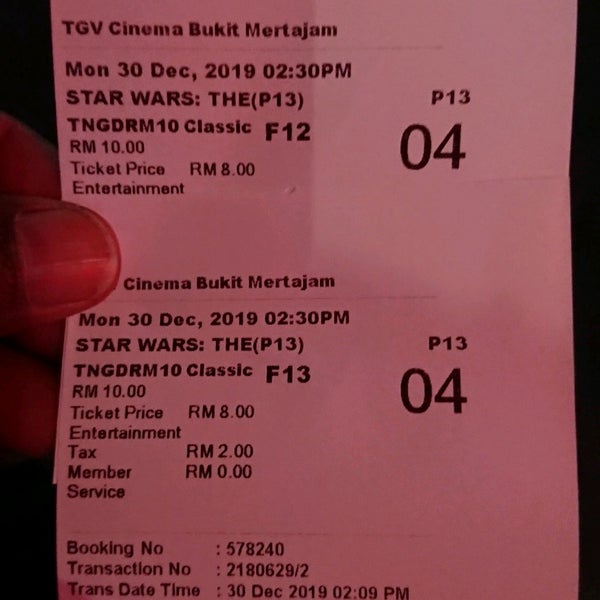 TGV Cinema Bukit Mertajam
Mon 30 Dec, 2019 02:30PM
STAR WARS: THE(P13) P13
TNGDRM10 Classic F12 04
RM 10.00
Ticket Price RM 8.00
Entertainment
Cinema Bukit Mertajam
Mon 30 Dec, 2019 02:30PM
STAR WARS: THE(P13) P13
TNGDRM10 Classic F13 04
RM 10.00
Ticket Price RM 8.00
Entertainment
Tax RM 2.00
Member RM 0.00
Service
Booking No : 578240
Transaction No : 2180629/2
Trans Date Time : 30 Dec 2019 02:09 PM